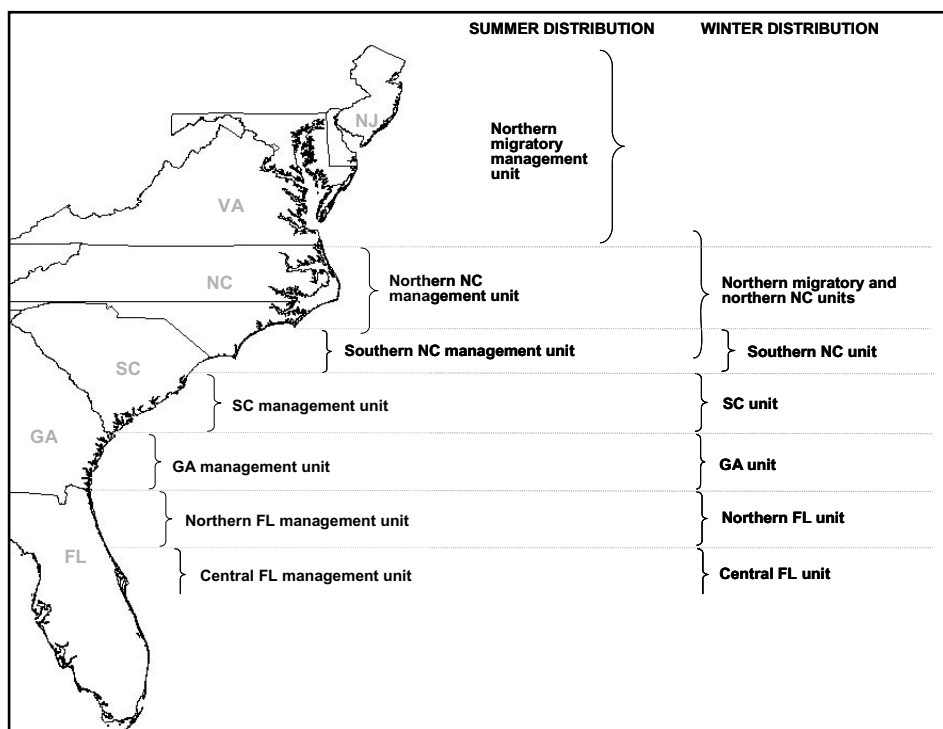 SUMMER DISTRIBUTION
WINTER DISTRIBUTION
NJ
Northern
migratory
management
unit
VA
NC
Northern NC
management unit
Northern migratory and
northern NC units
Southern NC management unit
Southern NC unit
SC
SC management unit
SC unit
GA
GA management unit
GA unit
Northern FL management unit
Northern FL unit
FL
Central FL management unit
Central FL unit